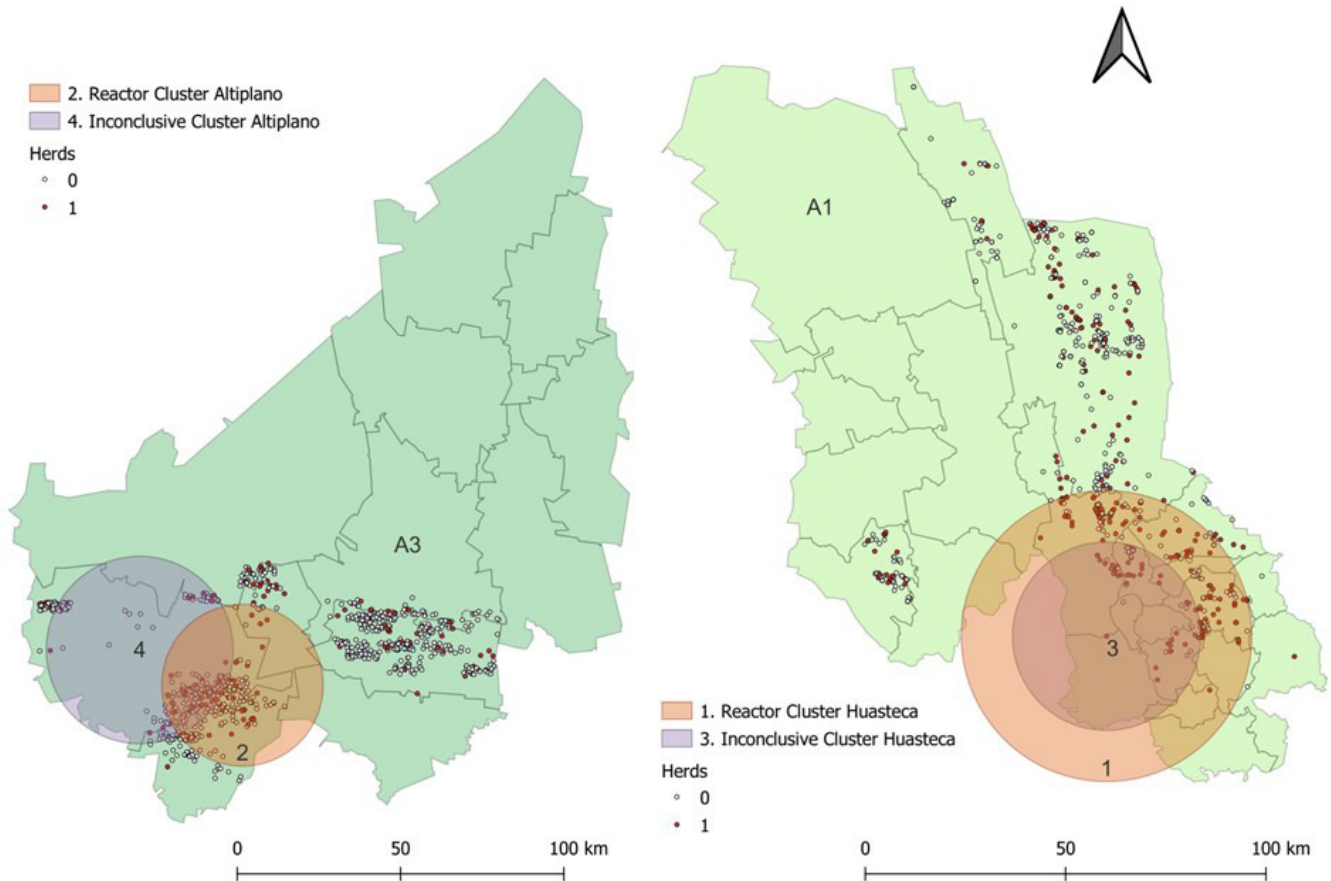 2. Reactor Cluster Altiplano
4. Inconclusive Cluster Altiplano
Herds
0
1
A3
4
2
0 50 100 km
A1
3
1
1. Reactor Cluster Huasteca
3. Inconclusive Cluster Huasteca
Herds
0
1
0 50 100 km